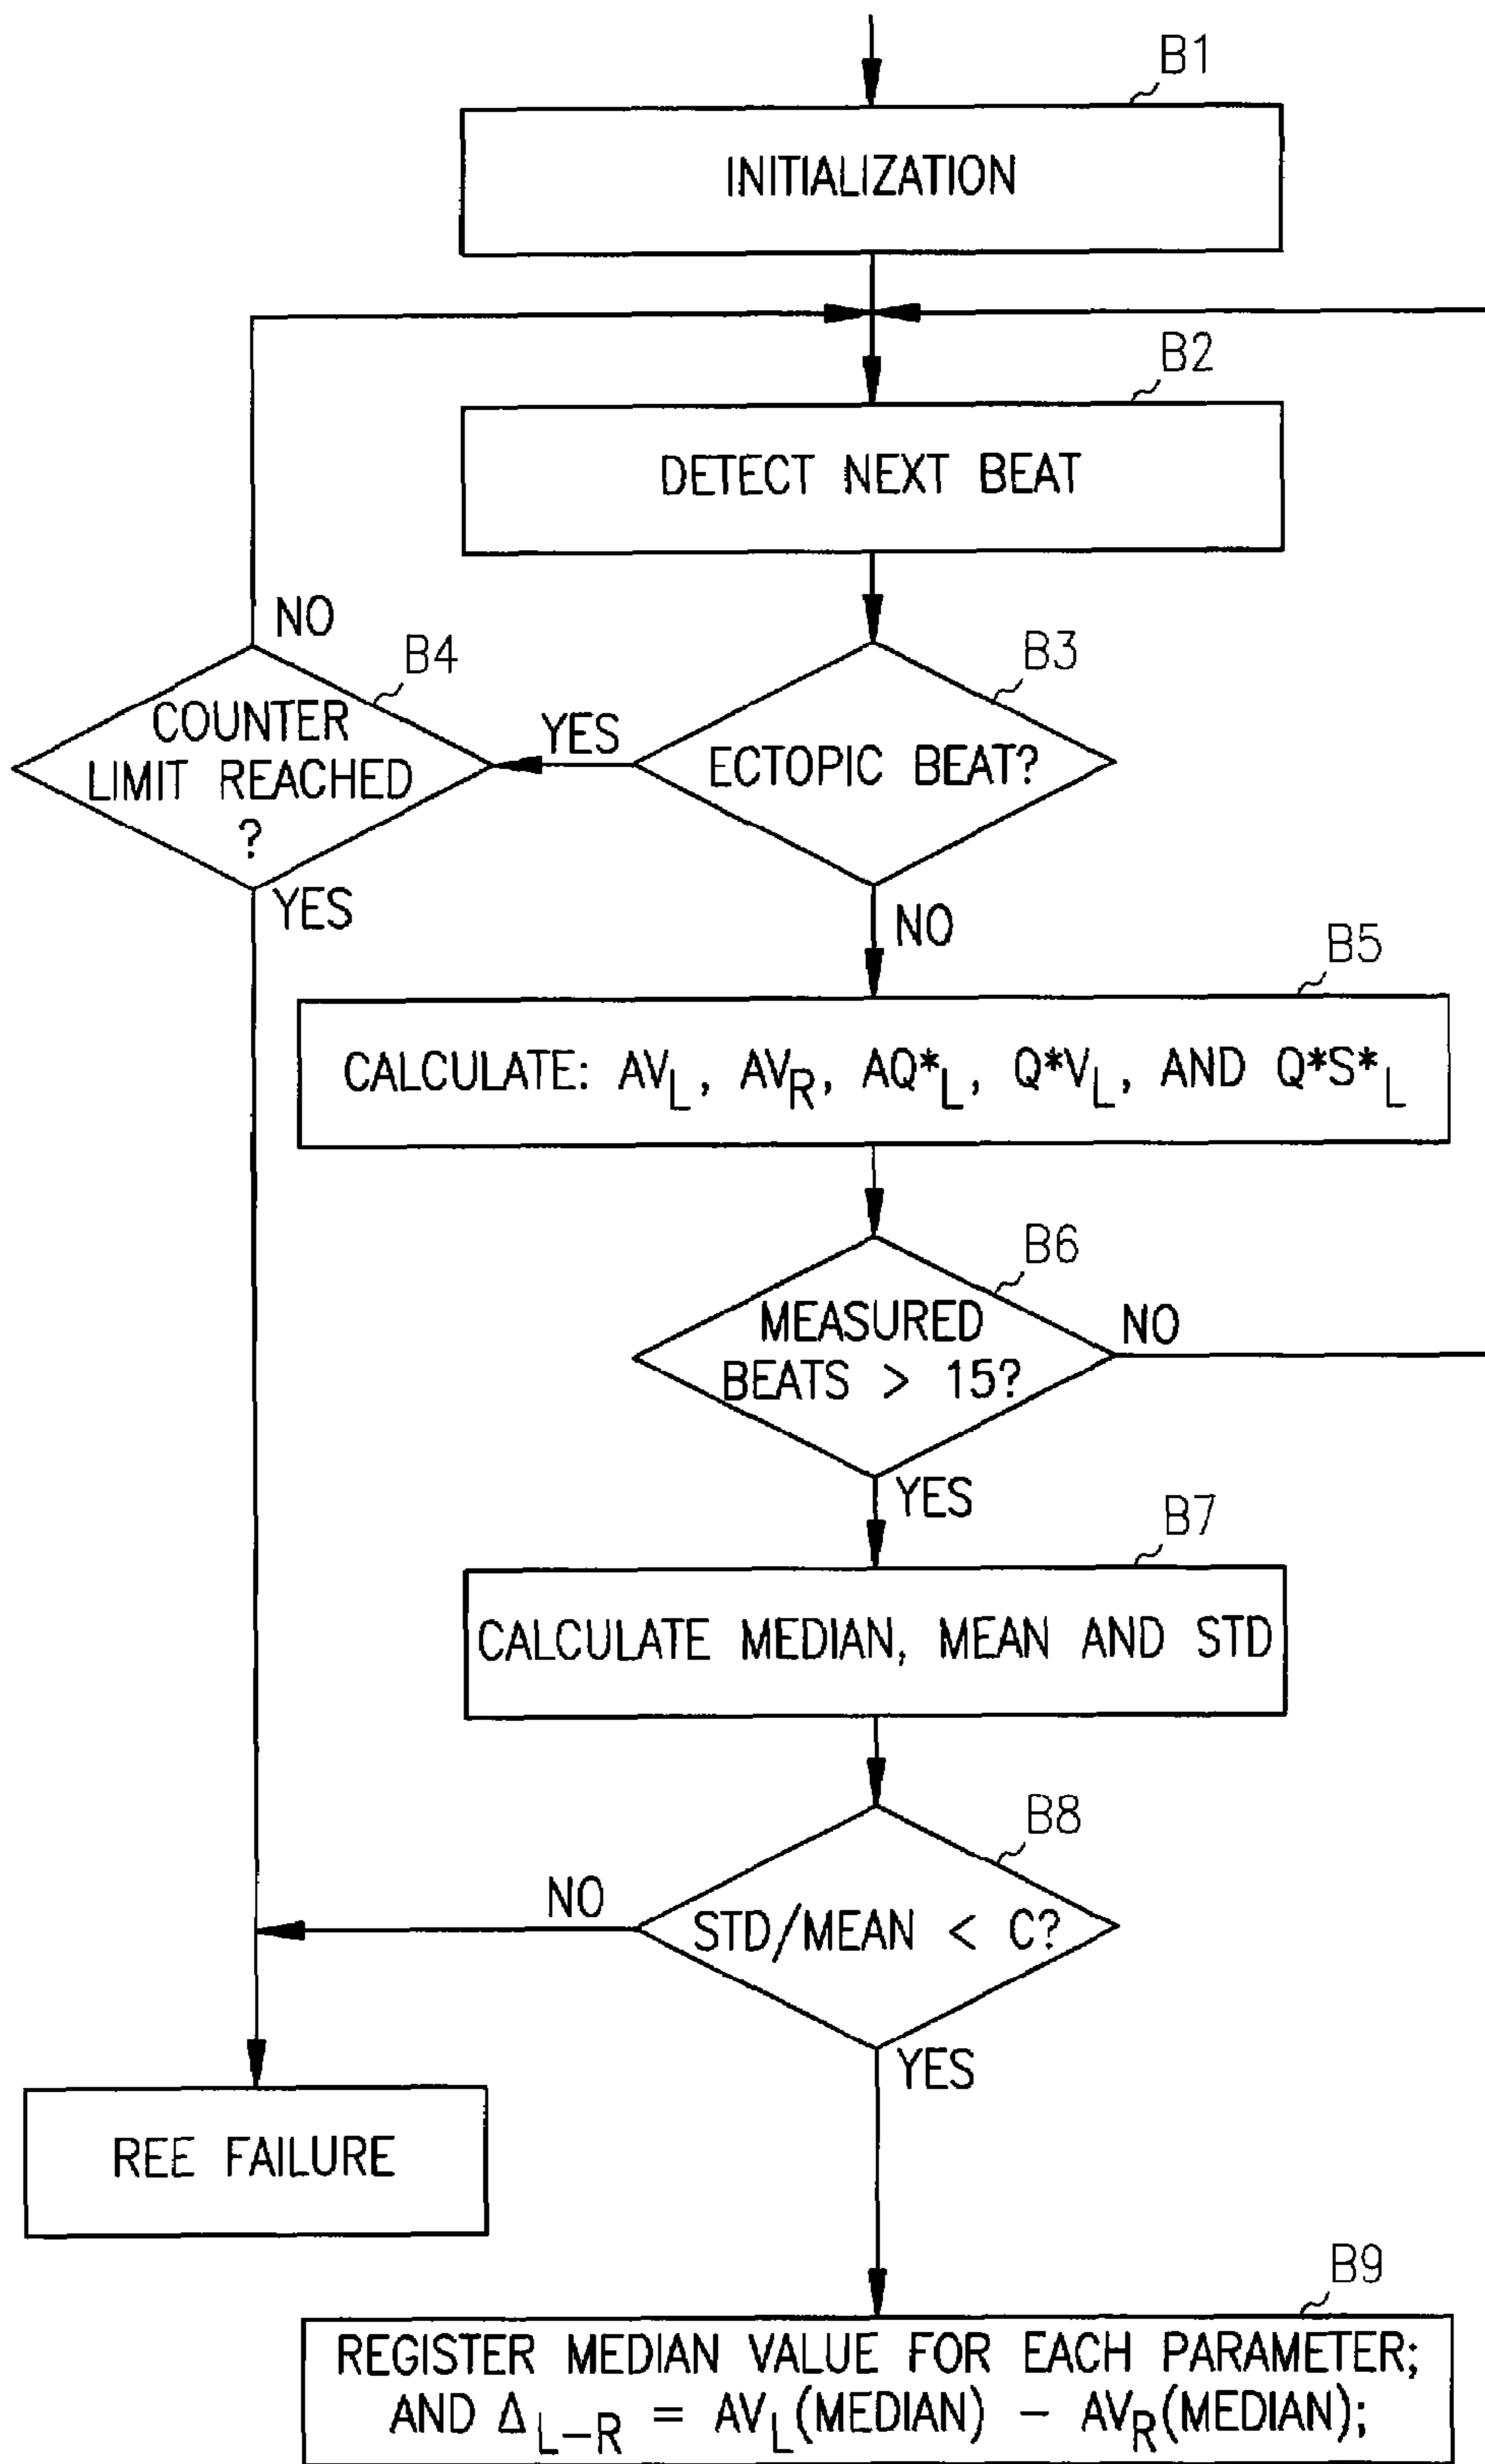 B1
INITIALIZATION
B2
DETECT NEXT BEAT
NO
B4
COUNTER
LIMIT REACHED
?
YES
YES
B3
ECTOPIC BEAT?
NO
B5
CALCULATE: AV_L, AV_R, AQ*_L, Q*V_L, AND Q*S*_L
B6
MEASURED
BEATS > 15?
NO
YES
B7
CALCULATE MEDIAN, MEAN AND STD
B8
STD/MEAN < C?
NO
YES
REE FAILURE
B9
REGISTER MEDIAN VALUE FOR EACH PARAMETER;
AND Δ_L-R = AV_L(MEDIAN) - AV_R(MEDIAN);